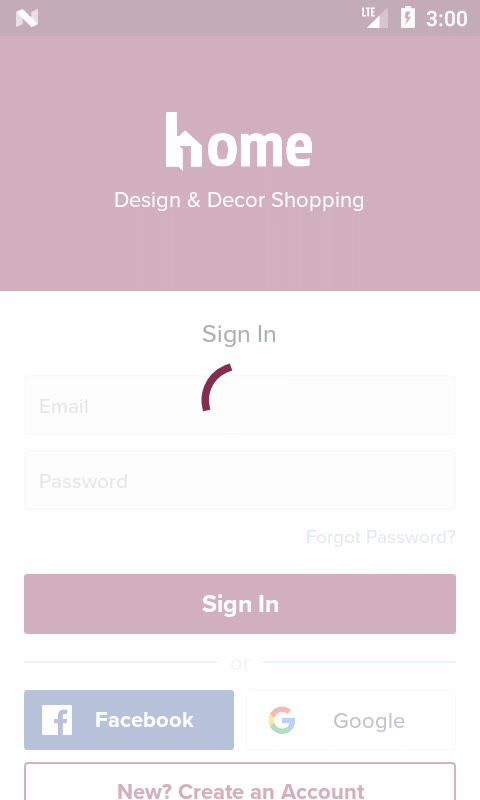 LTE
3:00
home
Design & Decor Shopping
Sign In
Email
Password
Forgot Password?
Sign In
or
Facebook
Google
New? Create an Account